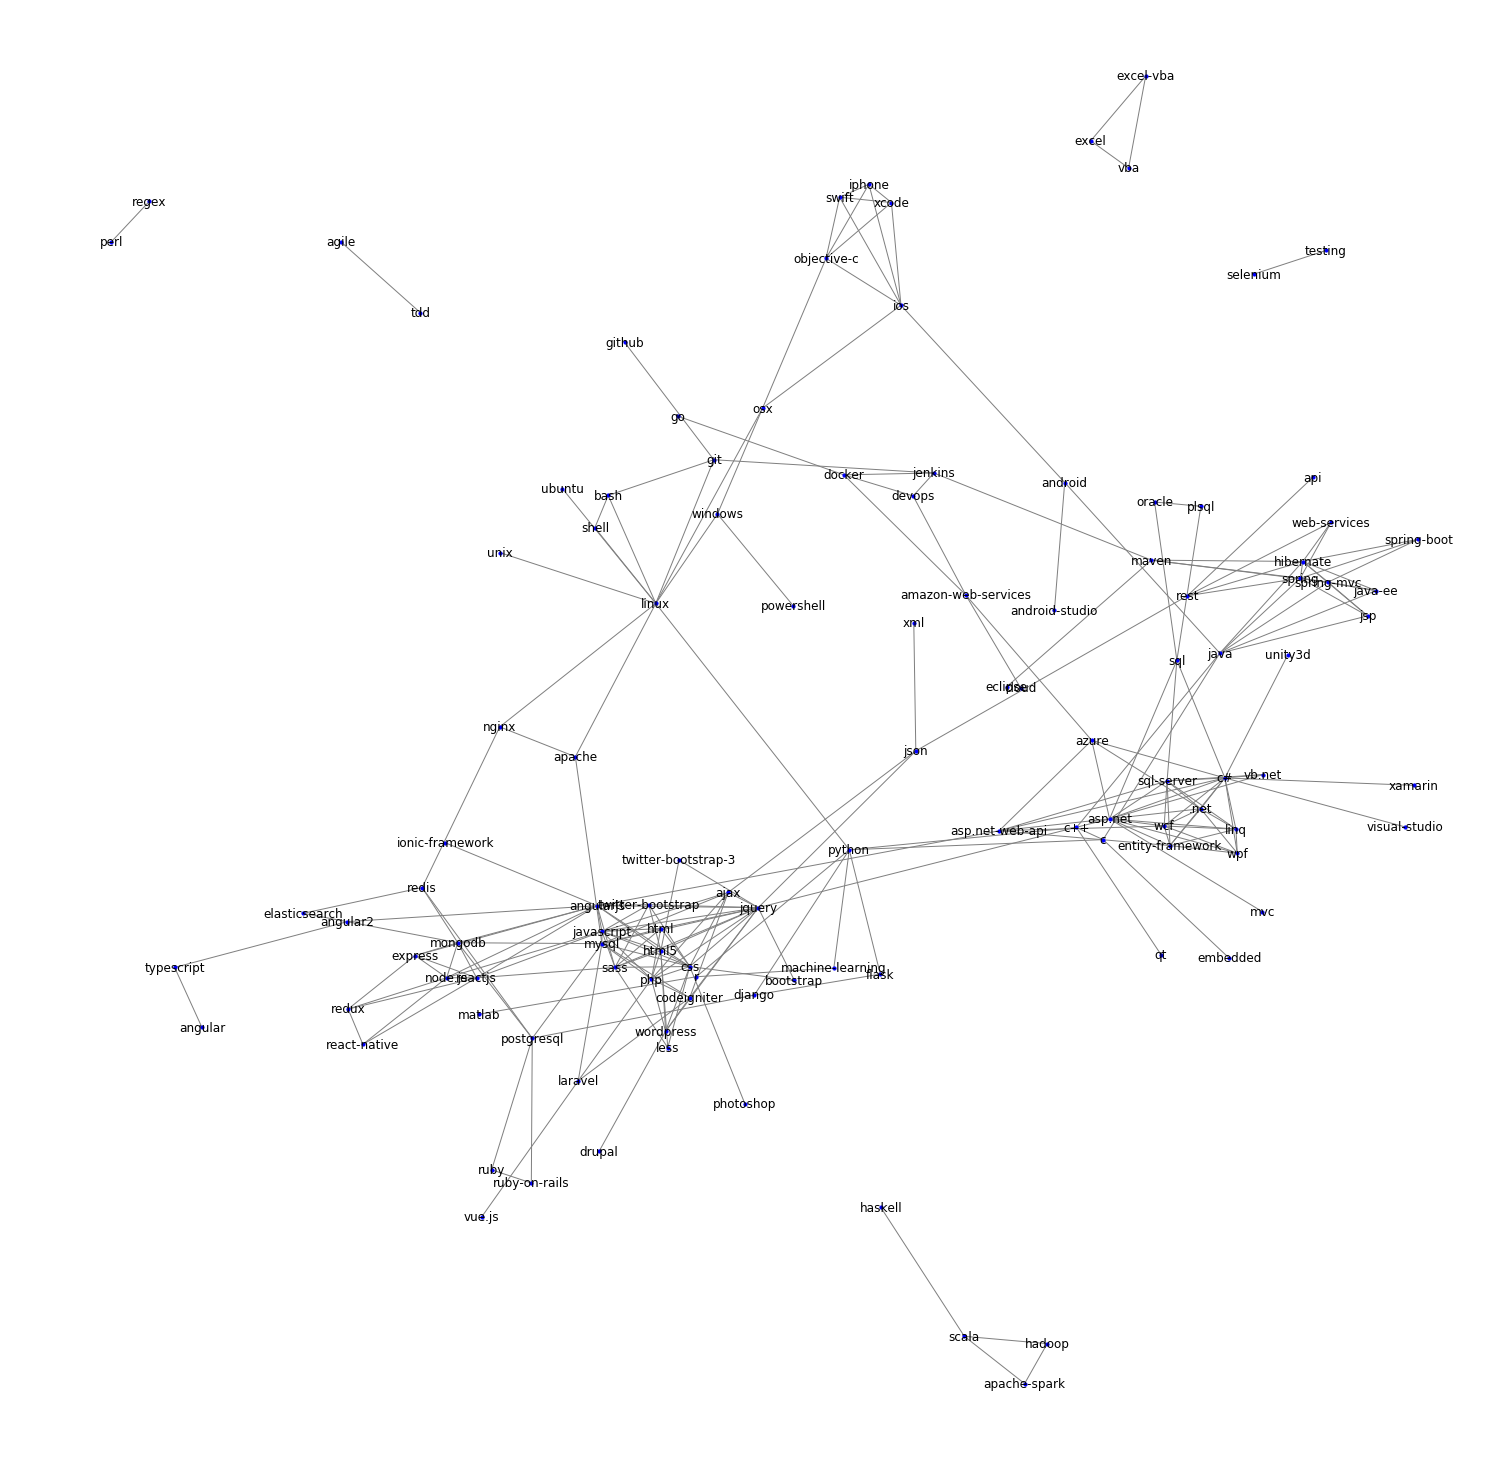 excel-vba
excel
vba
iphone
swift
xcode
regex
perl
agile
testing
objective-c
selenium
ios
tdd
github
osx
go
git
docker
jenkins
api
android
ubuntu
bash
devops
oracle
plsql
windows
web-services
shell
spring-boot
unix
maven
hibernate
spring
spring-mvc
java-ee
linux
powershell
amazon-web-services
rest
android-studio
jsp
xml
java
unity3d
sql
eclipse
cloud
nginx
azure
apache
json
sql-server
c#
vb.net
xamarin
.net
asp.net
visual-studio
asp.net-web-api
c++
wcf
linq
c
entity-framework
ionic-framework
python
wpf
twitter-bootstrap-3
redis
ajax
angularjs
twitter-bootstrap
jquery
elasticsearch
mvc
angular2
javascript
html
mongodb
mysql
html5
express
qt
embedded
typescript
sass
css
machine-learning
node.js
reactjs
php
r
bootstrap
flask
codeigniter
django
redux
matlab
angular
wordpress
postgresql
react-native
less
laravel
photoshop
drupal
ruby
ruby-on-rails
haskell
vue.js
scala
hadoop
apache-spark